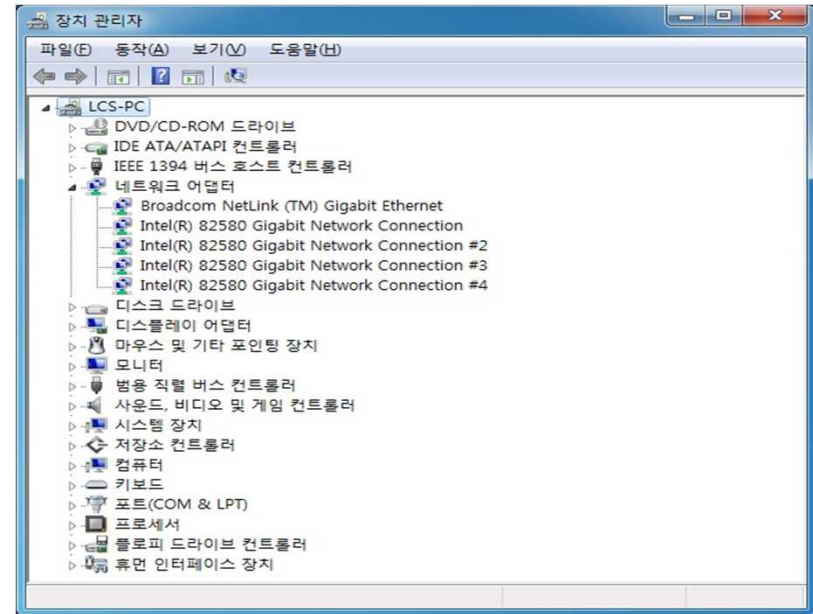 장치 관리자
파일(F) 동작(A) 보기(V) 도움말(H)
LCS-PC
DVD/CD-ROM 드라이브
IDE ATA/ATAPI 컨트롤러
IEEE 1394 버스 호스트 컨트롤러
네트워크 어댑터
Broadcom NetLink (TM) Gigabit Ethernet
Intel(R) 82580 Gigabit Network Connection
Intel(R) 82580 Gigabit Network Connection #2
Intel(R) 82580 Gigabit Network Connection #3
Intel(R) 82580 Gigabit Network Connection #4
디스크 드라이브
디스플레이 어댑터
마우스 및 기타 포인팅 장치
모니터
범용 직렬 버스 컨트롤러
사운드, 비디오 및 게임 컨트롤러
시스템 장치
저장소 컨트롤러
컴퓨터
키보드
포트(COM & LPT)
프로세서
플로피 드라이브 컨트롤러
휴먼 인터페이스 장치